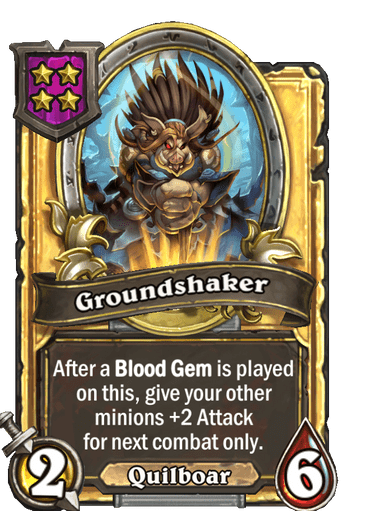 Groundshaker
After a Blood Gem is played
on this, give your other
minions +2 Attack
for next combat only.
2
Quilboar
6